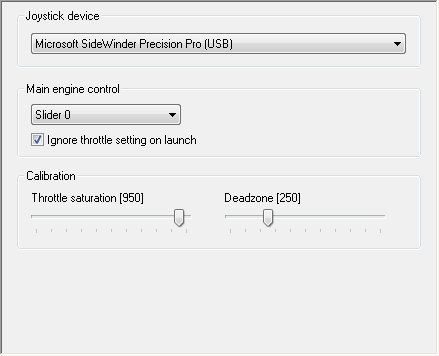 Joystick device
Microsoft SideWinder Precision Pro (USB)
Main engine control
Slider 0
Ignore throttle setting on launch
Calibration
Throttle saturation [950] Deadzone [250]